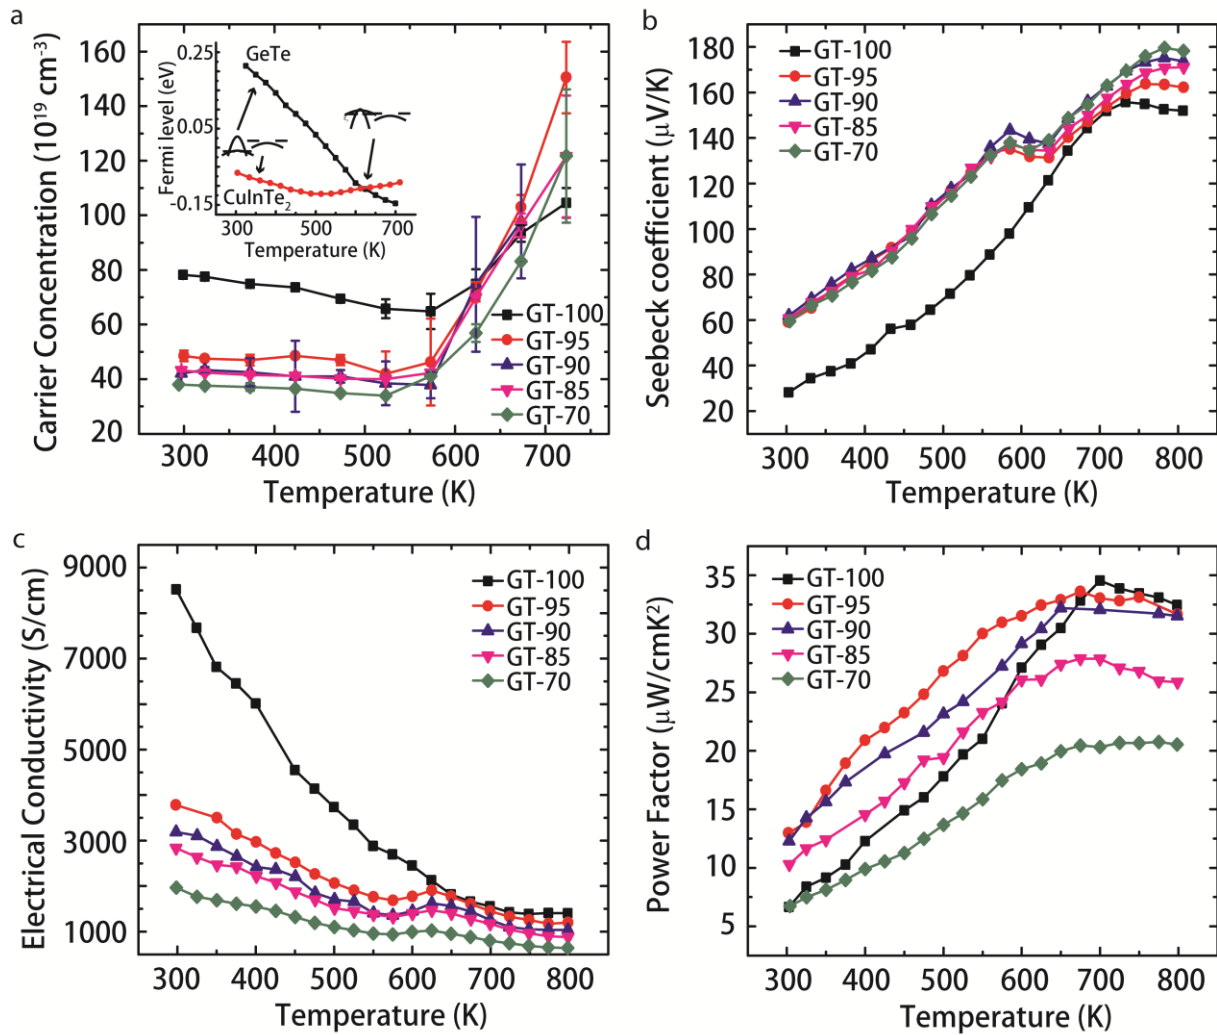 a
Carrier Concentration (10¹⁹ cm⁻³)
160
140
120
100
80
60
40
20
300
400
500
600
700
Temperature (K)
GT-100
GT-95
GT-90
GT-85
GT-70
Fermi level (eV)
0.25
0.05
-0.15
GeTe
CuInTe₂
300 400 500 600 700
Temperature (K)
b
Seebeck coefficient (μV/K)
180
160
140
120
100
80
60
40
20
GT-100
GT-95
GT-90
GT-85
GT-70
300 400 500 600 700 800
Temperature (K)
c
Electrical Conductivity (S/cm)
9000
7000
5000
3000
1000
GT-100
GT-95
GT-90
GT-85
GT-70
300 400 500 600 700 800
Temperature (K)
d
Power Factor (μW/cmK²)
35
30
25
20
15
10
5
GT-100
GT-95
GT-90
GT-85
GT-70
300 400 500 600 700 800
Temperature (K)